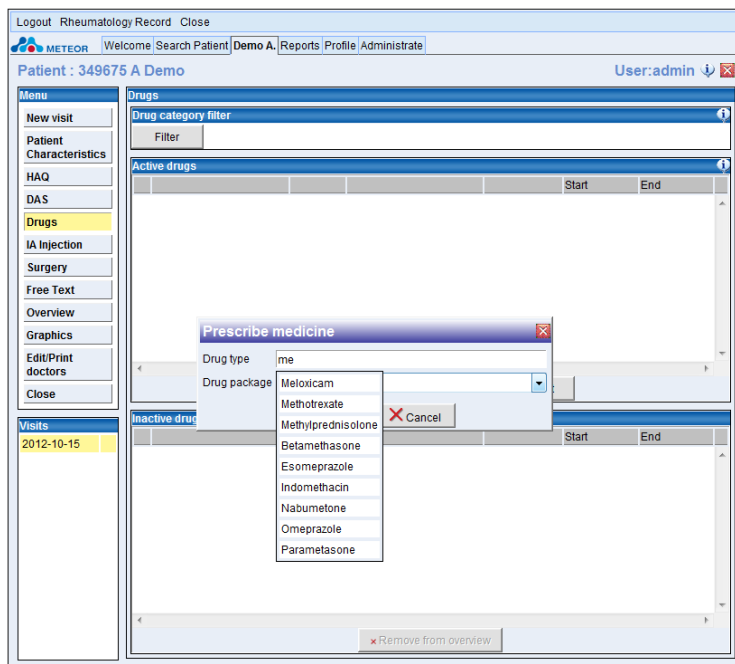 Logout Rheumatology Record Close
METEOR Welcome Search Patient Demo A. Reports Profile Administrate
Patient : 349675 A Demo User:admin
Menu
New visit
Patient
Characteristics
HAQ
DAS
Drugs
IA Injection
Surgery
Free Text
Overview
Graphics
Edit/Print
doctors
Close
Visits
2012-10-15
Drugs
Drug category filter
Filter
Active drugs
Start End
Prescribe medicine
Drug type me
Drug package
Meloxicam
Methotrexate
Methylprednisolone
Betamethasone
Esomeprazole
Indomethacin
Nabumetone
Omeprazole
Parametasone
Cancel
Inactive drug
Start End
Remove from overview